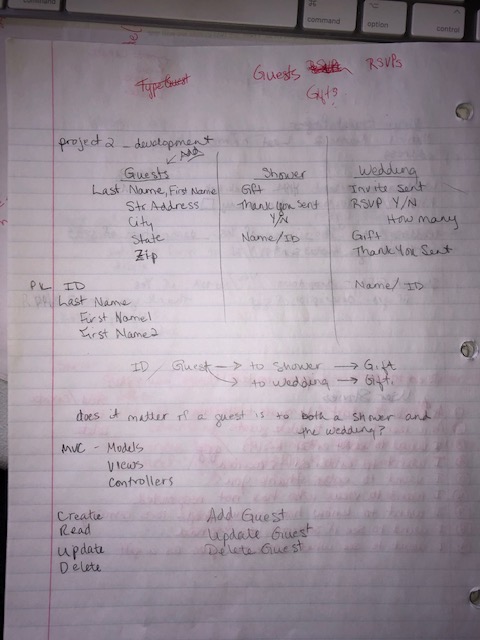 command
option
control
Guests RSVPs
Type Guest
Gifts
project 2 - development
Add
Guests Shower Wedding
Last Name, First Name Gift Invite Sent
Str Address Thank you sent RSVP Y/N
City Y/N How many
State Name/ID Gift
Zip Thank You Sent
PK ID Name/ID
Last Name
First Name1
First Name2
ID / Guest → to Shower → Gift
→ to wedding → Gift
does it matter if a guest is to both a shower and
the wedding?
MVC - Models
Views
Controllers
Create Add Guest
Read Update Guest
Update Delete Guest
Delete